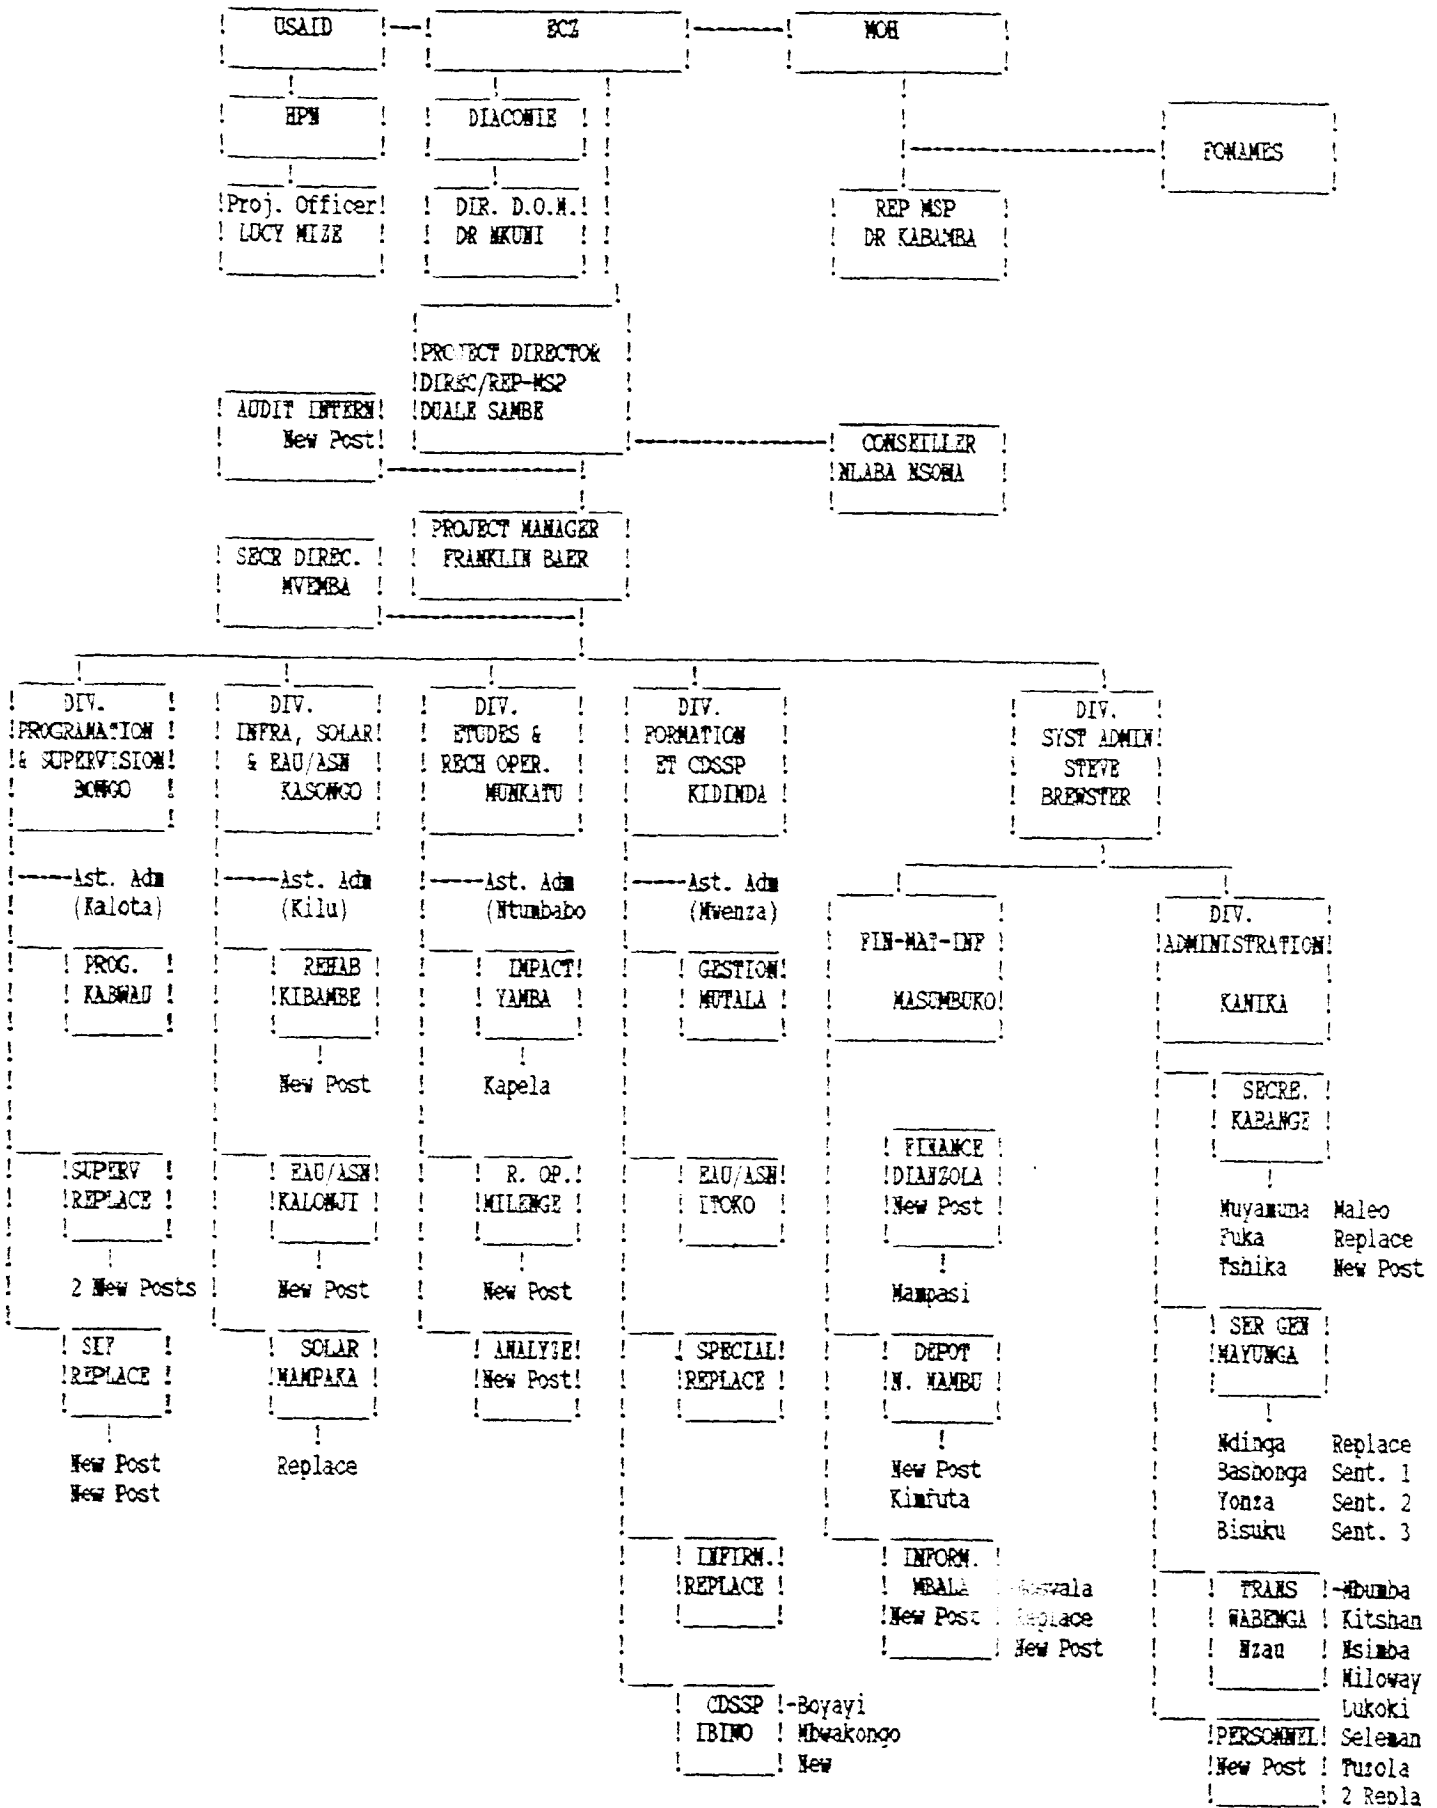 USAID
ECZ
MOH
HPN
DIACONIE
FONAMES
Proj. Officer
LUCY MIZE
DIR. D.O.M.
DR NKUNI
REP MSP
DR KABAMBA
PROJECT DIRECTOR
DIREC/REP-MSP
DUALE SAMBE
AUDIT INTERN
New Post
CONSEILLER
NLABA NSONA
PROJECT MANAGER
FRANKLIN BAER
SECR DIREC.
MVEMBA
DIV.
PROGRAMATION
& SUPERVISION
BONGO
DIV.
INFRA, SOLAR
& EAU/ASN
KASONGO
DIV.
ETUDES &
RECH OPER.
MUNKATU
DIV.
FORMATION
ET CDSSP
KIDINDA
DIV.
SYST ADMIN
STEVE
BREWSTER
Ast. Adm
(Kalota)
Ast. Adm
(Kilu)
Ast. Adm
(Ntumbabo
Ast. Adm
(Mwenza)
FIN-MAT-INF
MASUMBUKO
DIV.
ADMINISTRATION
KANIKA
PROG.
KABWAU
REHAB
KIBAMBE
New Post
IMPACT
YAMBA
Kapela
GESTION
MUTALA
SECRE.
KABANGE
FINANCE
DIANZOLA
New Post
Mampasi
SUPERV
REPLACE
2 New Posts
EAU/ASN
KALONJI
New Post
R. OP.
MILENGE
New Post
EAU/ASN
ITOKO
Muyamuna Maleo
Fuka Replace
Tshika New Post
SER GEN
MAYUNGA
SEF
REPLACE
New Post
New Post
SOLAR
MAMPAKA
Replace
ANALYSE
New Post
SPECIAL
REPLACE
DEPOT
N. MAMBU
New Post
Kimfuta
Ndinga Replace
Bashonga Sent. 1
Yonza Sent. 2
Bisuku Sent. 3
INFIRM.
REPLACE
INFORM.
MBALA
New Post Replace
New Post
TRANS -Mbumba
WABENGA Kitshan
Nzau Nsimba
Miloway
Lukoki
CDSSP -Boyayi
IBIMO Mbwakongo
New
PERSONNEL Seleman
New Post Tuzola
2 Repla